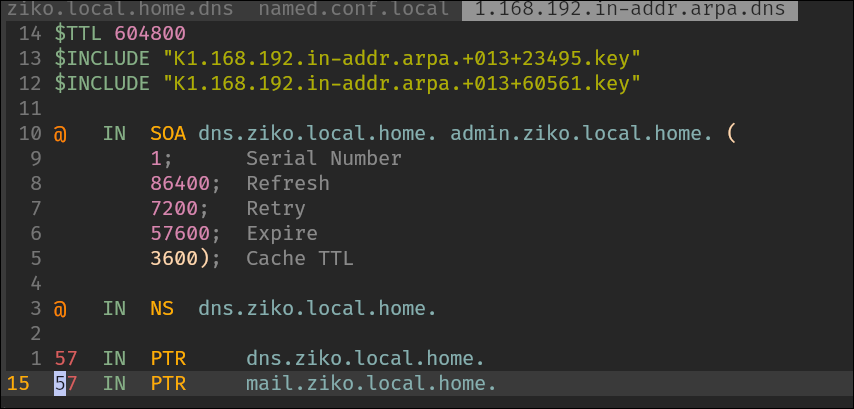 ziko.local.home.dns named.conf.local 1.168.192.in-addr.arpa.dns
14 $TTL 604800
13 $INCLUDE "K1.168.192.in-addr.arpa.+013+23495.key"
12 $INCLUDE "K1.168.192.in-addr.arpa.+013+60561.key"
11
10 @ IN SOA dns.ziko.local.home. admin.ziko.local.home. (
9 1; Serial Number
8 86400; Refresh
7 7200; Retry
6 57600; Expire
5 3600); Cache TTL
4
3 @ IN NS dns.ziko.local.home.
2
1 57 IN PTR dns.ziko.local.home.
15 57 IN PTR mail.ziko.local.home.